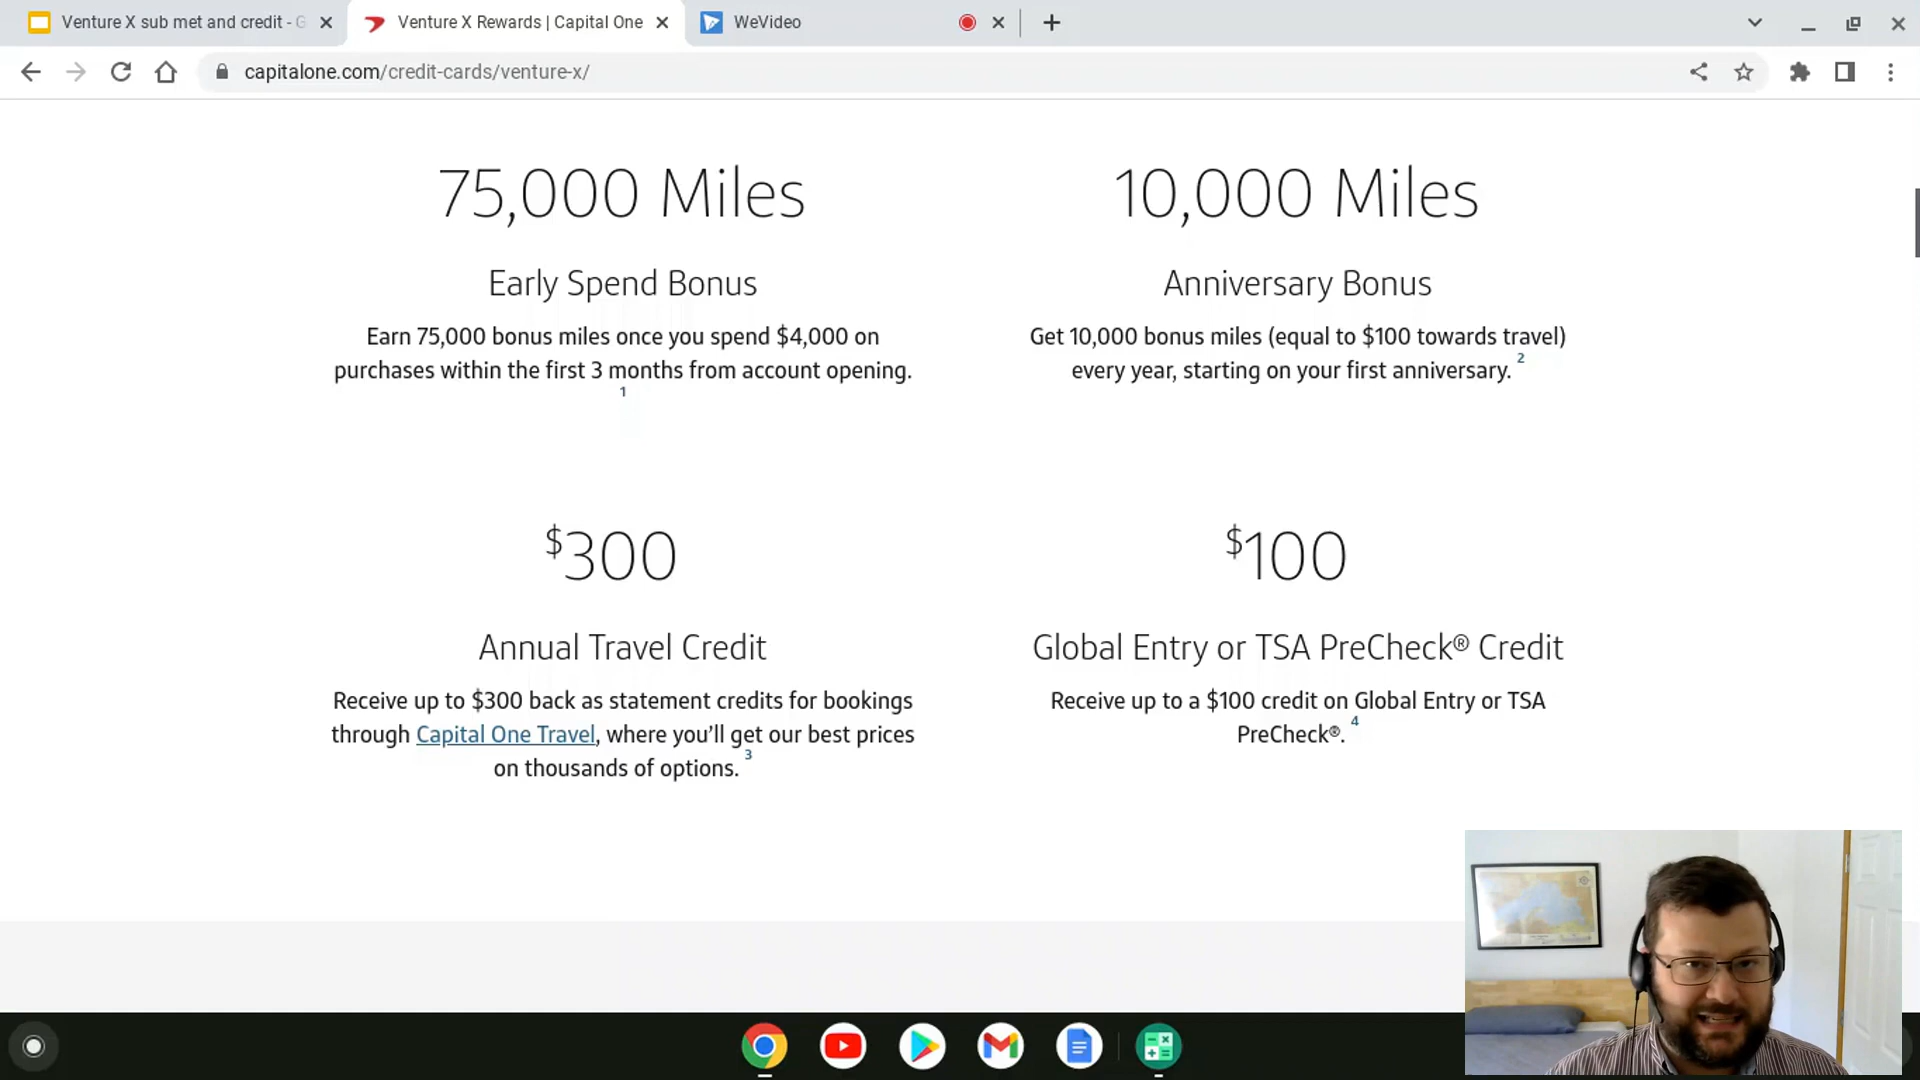 Venture X sub met and credit - G
Venture X Rewards | Capital One
WeVideo
capitalone.com/credit-cards/venture-x/
75,000 Miles
Early Spend Bonus
Earn 75,000 bonus miles once you spend $4,000 on
purchases within the first 3 months from account opening.
1
10,000 Miles
Anniversary Bonus
Get 10,000 bonus miles (equal to $100 towards travel)
every year, starting on your first anniversary. 2
$300
Annual Travel Credit
Receive up to $300 back as statement credits for bookings
through Capital One Travel, where you’ll get our best prices
on thousands of options. 3
$100
Global Entry or TSA PreCheck® Credit
Receive up to a $100 credit on Global Entry or TSA
PreCheck®. 4